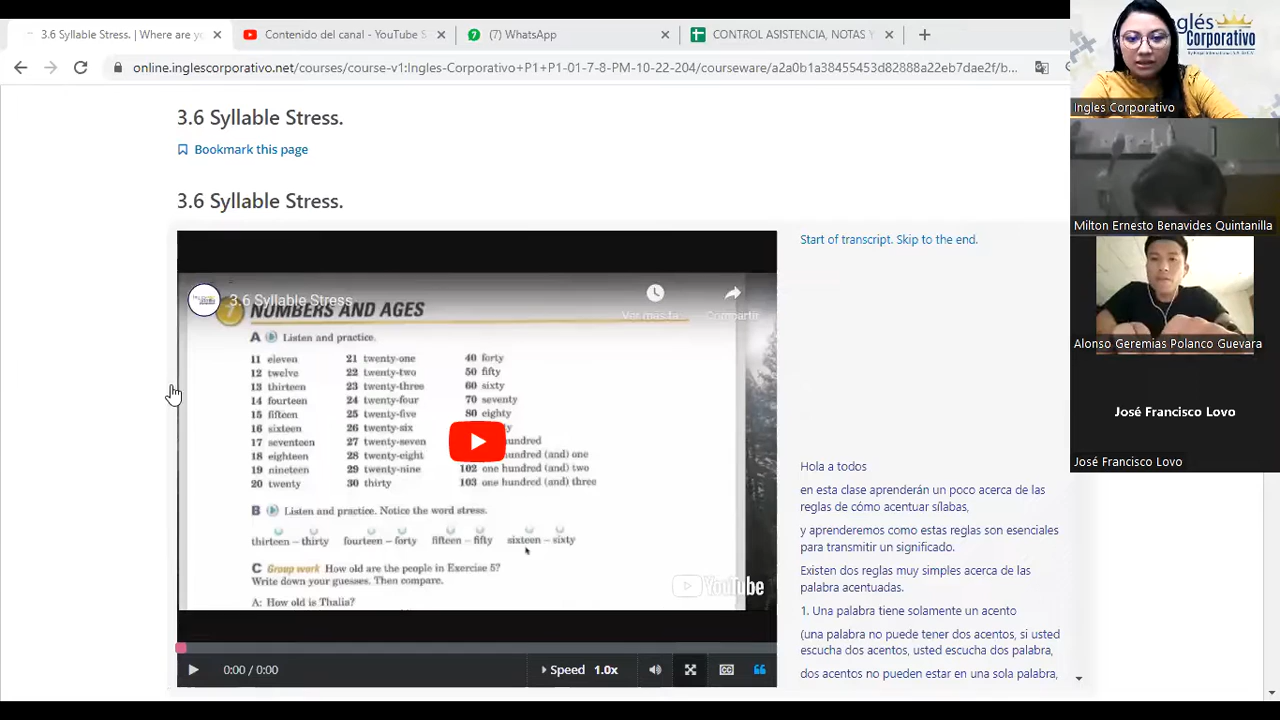 3.6 Syllable Stress. | Where are yo
Contenido del canal - YouTube S
(7) WhatsApp
CONTROL ASISTENCIA, NOTAS Y
online.inglescorporativo.net/courses/course-v1:Ingles-Corporativo+P1+P1-01-7-8-PM-10-22-204/courseware/a2a0b1a38455453d82888a22eb7dae2f/b...
3.6 Syllable Stress.
Bookmark this page
3.6 Syllable Stress.
3.6 Syllable Stress
Ver más ta...
Compartir
7 NUMBERS AND AGES
A Listen and practice.
11 eleven 21 twenty-one 40 forty
12 twelve 22 twenty-two 50 fifty
13 thirteen 23 twenty-three 60 sixty
14 fourteen 24 twenty-four 70 seventy
15 fifteen 25 twenty-five 80 eighty
16 sixteen 26 twenty-six
17 seventeen 27 twenty-seven hundred
18 eighteen 28 twenty-eight hundred (and) one
19 nineteen 29 twenty-nine 102 one hundred (and) two
20 twenty 30 thirty 103 one hundred (and) three
B Listen and practice. Notice the word stress.
thirteen – thirty fourteen – forty fifteen – fifty sixteen – sixty
C Group work How old are the people in Exercise 5?
Write down your guesses. Then compare.
A: How old is Thalia?
YouTube
0:00 / 0:00
Speed 1.0x
Start of transcript. Skip to the end.
Hola a todos
en esta clase aprenderán un poco acerca de las
reglas de cómo acentuar sílabas,
y aprenderemos como estas reglas son esenciales
para transmitir un significado.
Existen dos reglas muy simples acerca de las
palabra acentuadas.
1. Una palabra tiene solamente un acento
(una palabra no puede tener dos acentos, si usted
escucha dos acentos, usted escucha dos palabra,
dos acentos no pueden estar en una sola palabra,
Inglés
Corporativo
Ingles Corporativo
Milton Ernesto Benavides Quintanilla
Alonso Geremias Polanco Guevara
José Francisco Lovo
José Francisco Lovo